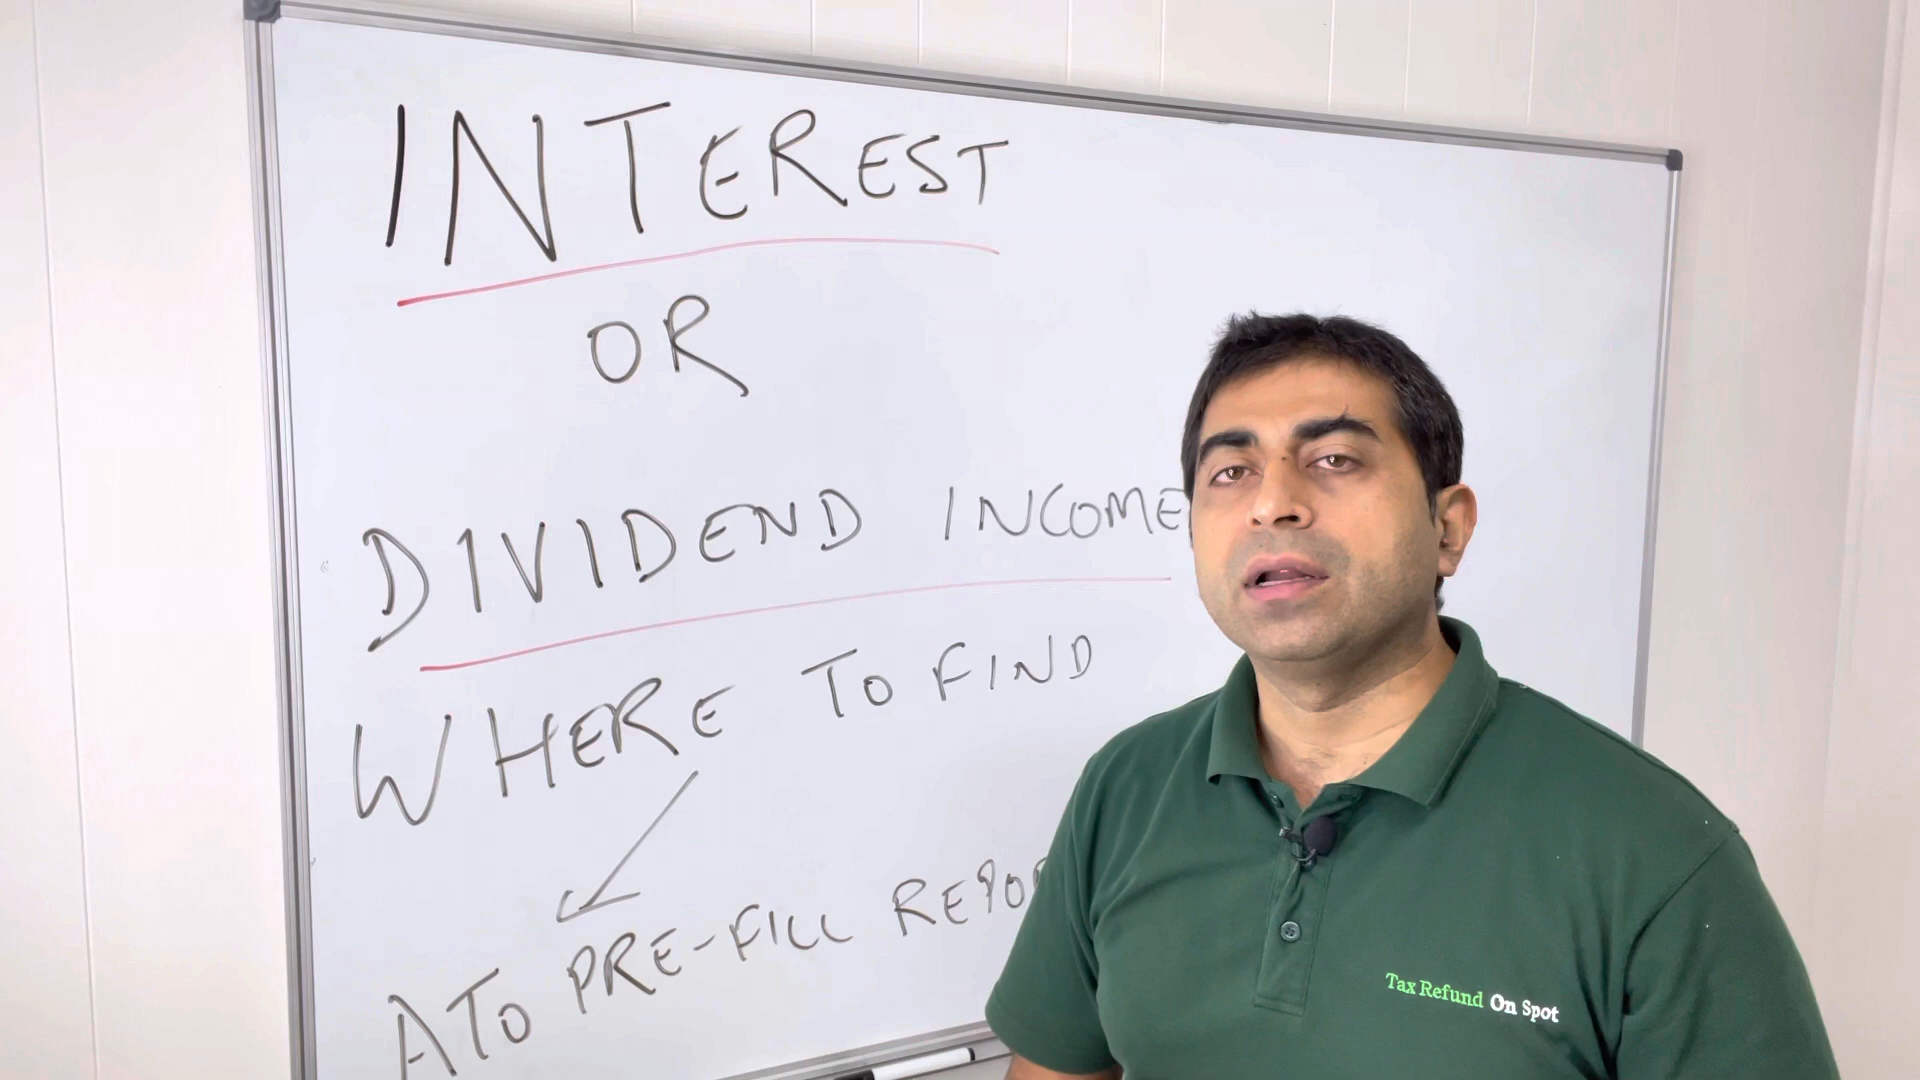 INTEREST
OR
DIVIDEND INCOME
WHERE TO FIND
ATO PRE-FILL
Tax Refund On Spot